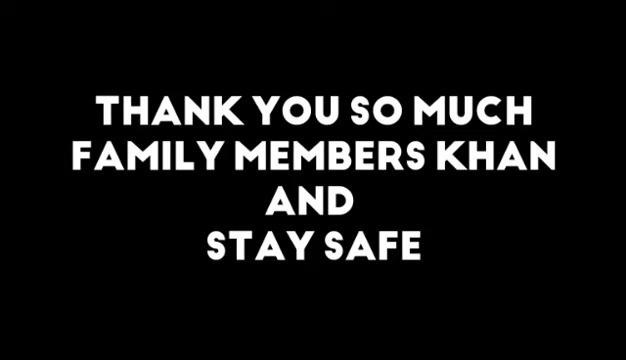 THANK YOU SO MUCH
FAMILY MEMBERS KHAN
AND
STAY SAFE